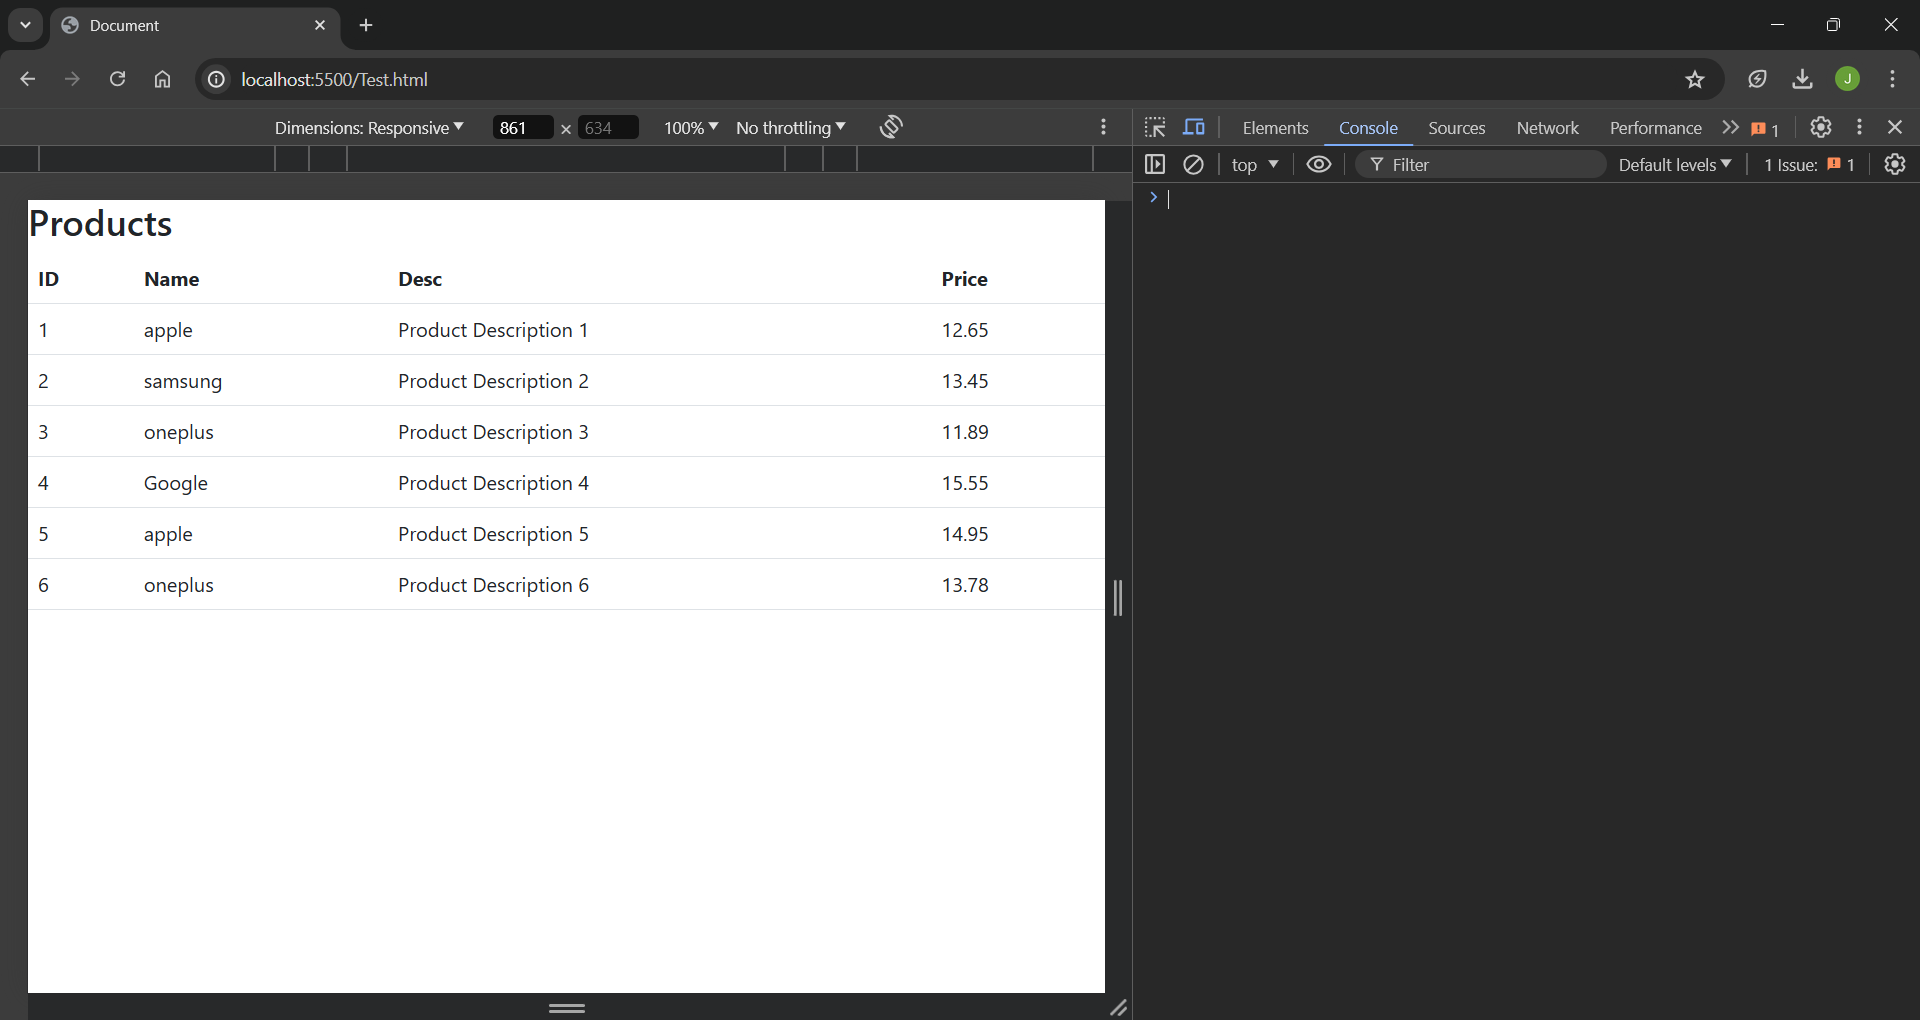 Document
localhost:5500/Test.html
J
Dimensions: Responsive 861 × 634 100% No throttling
Elements Console Sources Network Performance 1
top Filter Default levels 1 Issue: 1
Products
ID Name Desc Price
1 apple Product Description 1 12.65
2 samsung Product Description 2 13.45
3 oneplus Product Description 3 11.89
4 Google Product Description 4 15.55
5 apple Product Description 5 14.95
6 oneplus Product Description 6 13.78